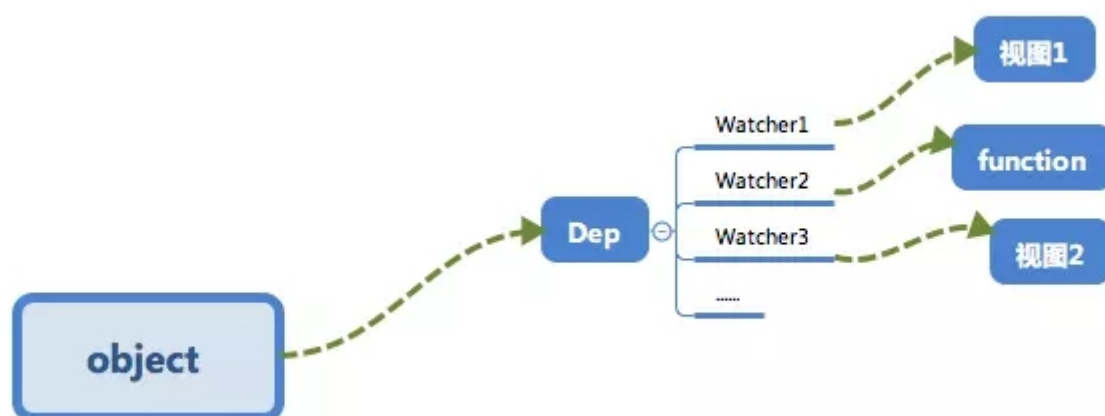 视图1
Watcher1
function
Watcher2
Dep
Watcher3
视图2
......
object